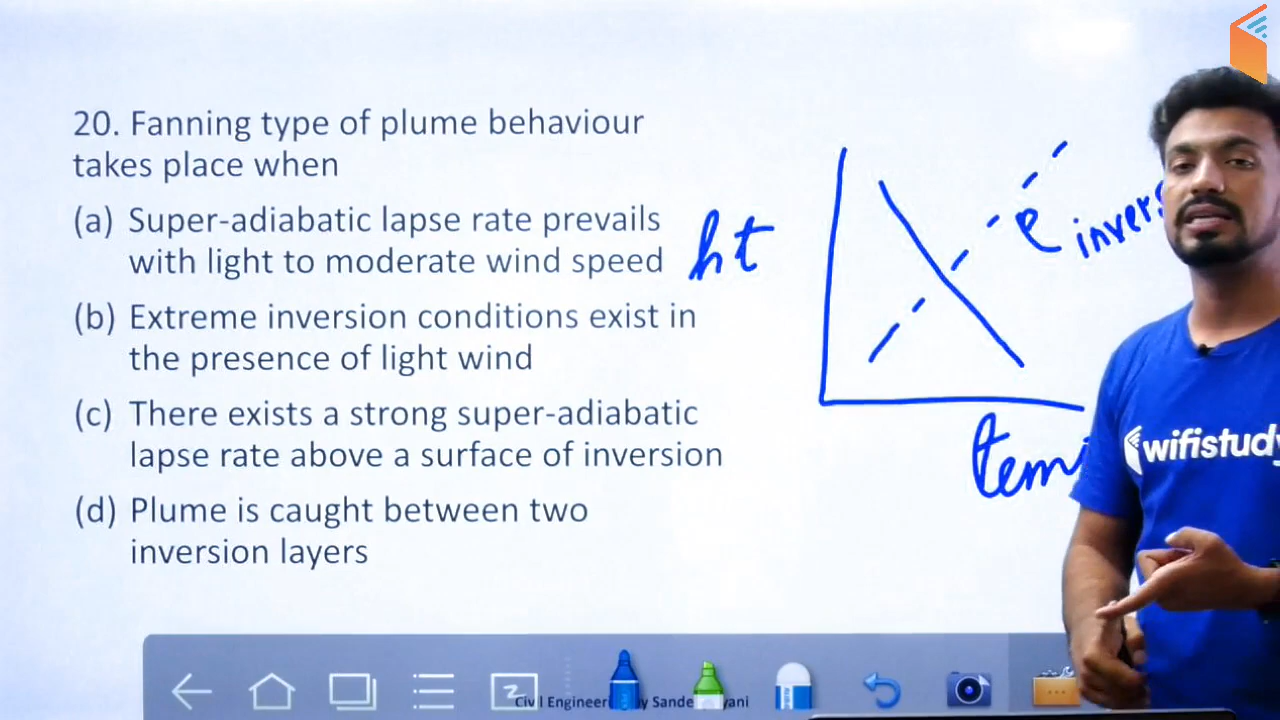 20. Fanning type of plume behaviour
takes place when
(a) Super-adiabatic lapse rate prevails
with light to moderate wind speed
(b) Extreme inversion conditions exist in
the presence of light wind
(c) There exists a strong super-adiabatic
lapse rate above a surface of inversion
(d) Plume is caught between two
inversion layers
ht
wifistudy